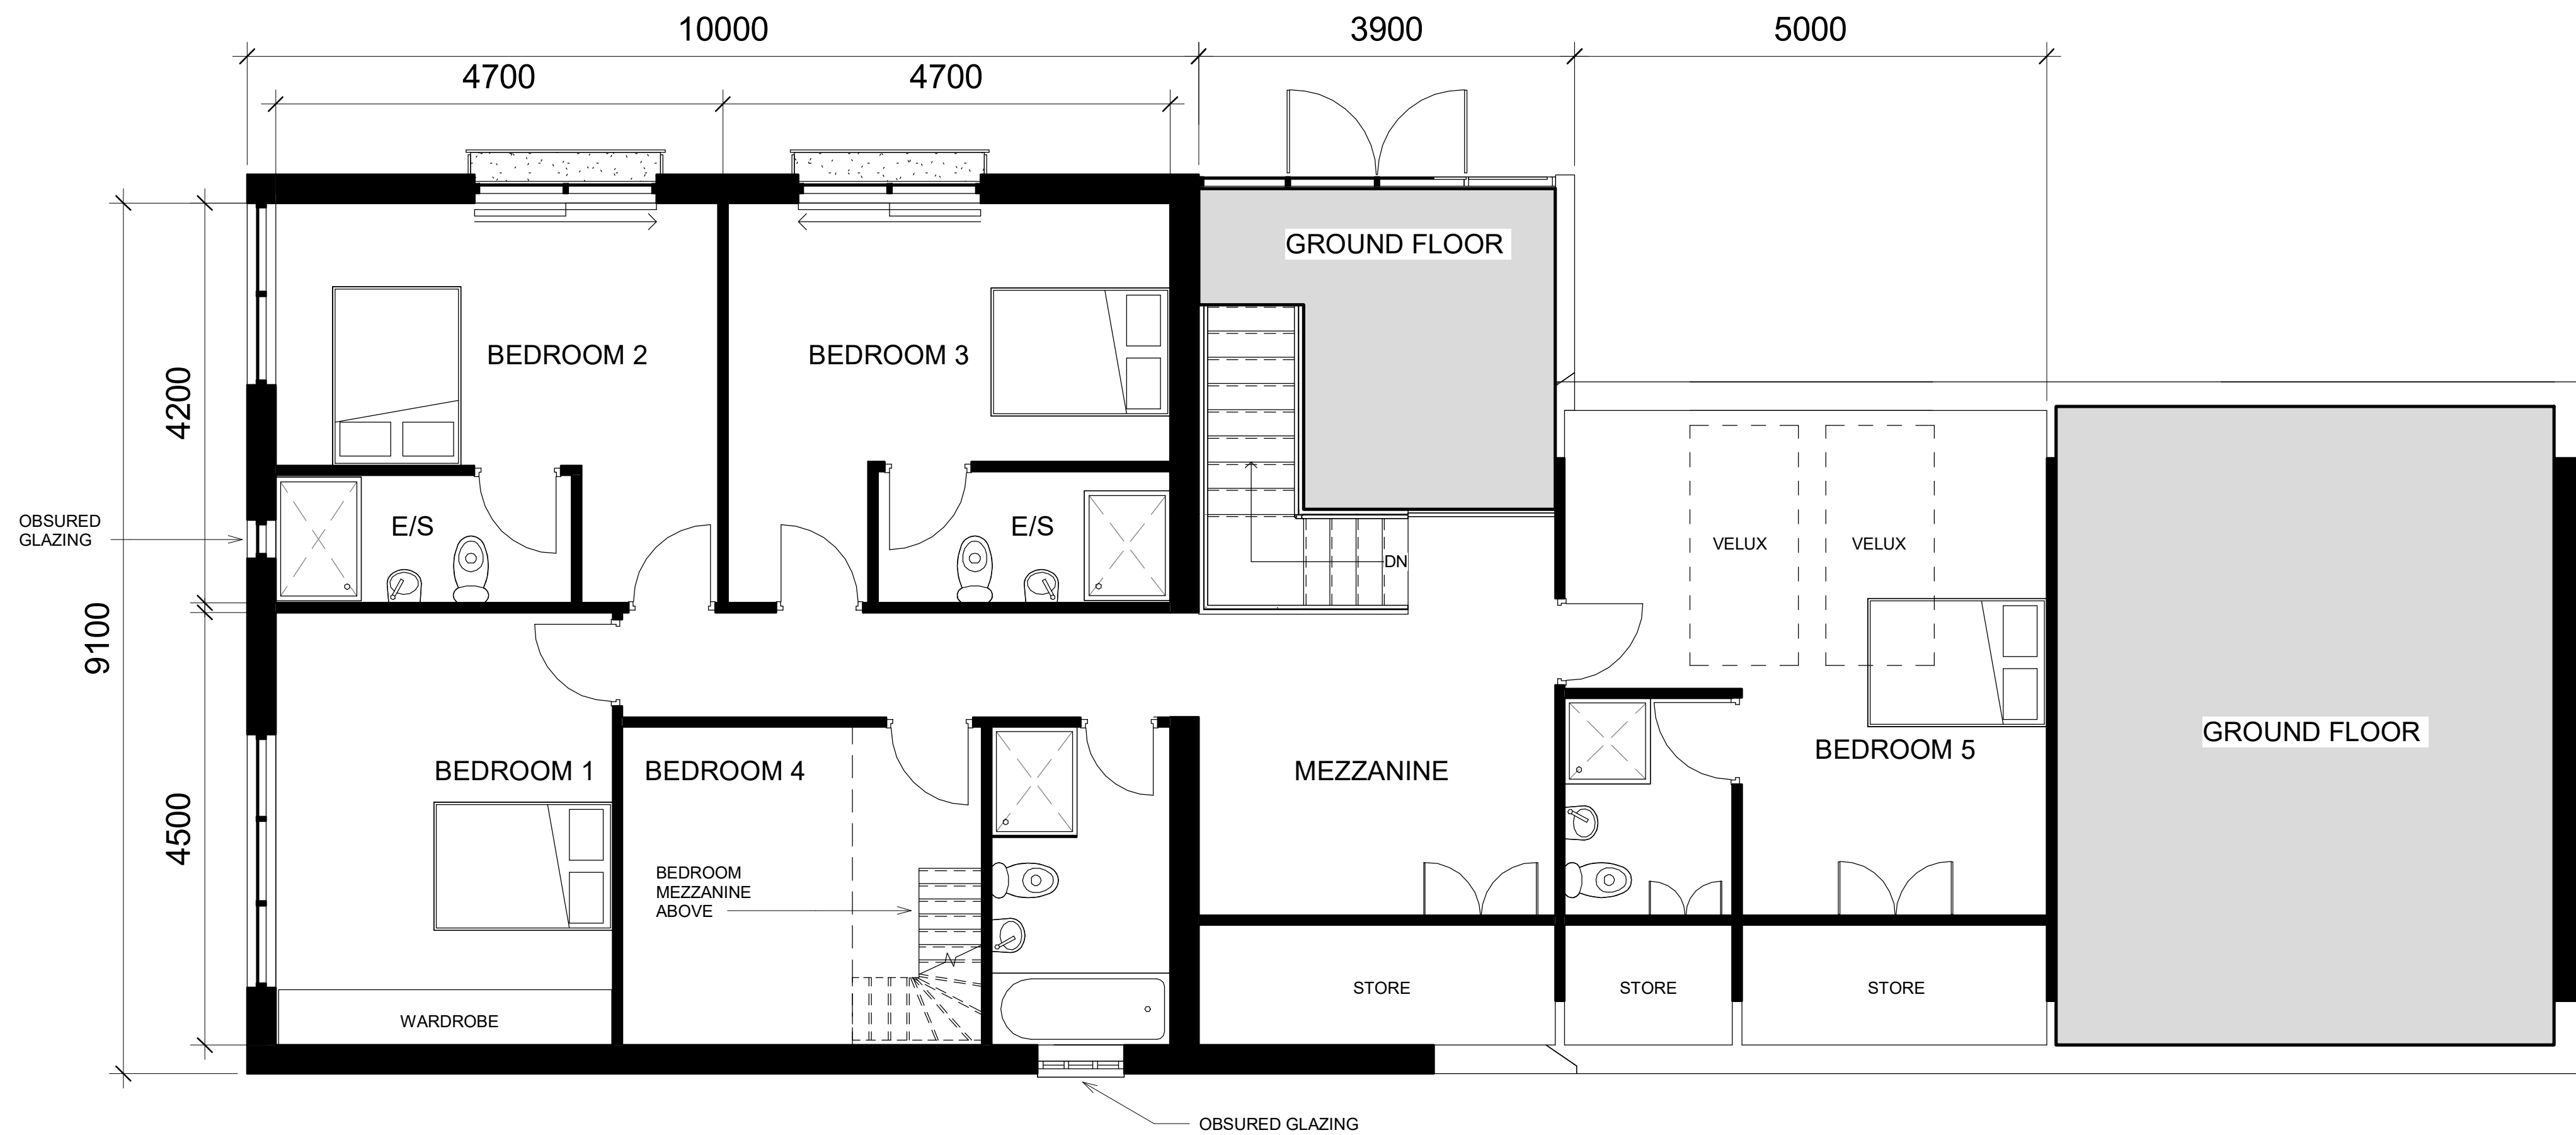 10000
3900
5000
4700
4700
GROUND FLOOR
BEDROOM 2
BEDROOM 3
4200
OBSURED
GLAZING
E/S
E/S
DN
VELUX
VELUX
9100
GROUND FLOOR
BEDROOM 5
BEDROOM 1
BEDROOM 4
MEZZANINE
4500
BEDROOM
MEZZANINE
ABOVE
STORE
STORE
STORE
WARDROBE
OBSURED GLAZING